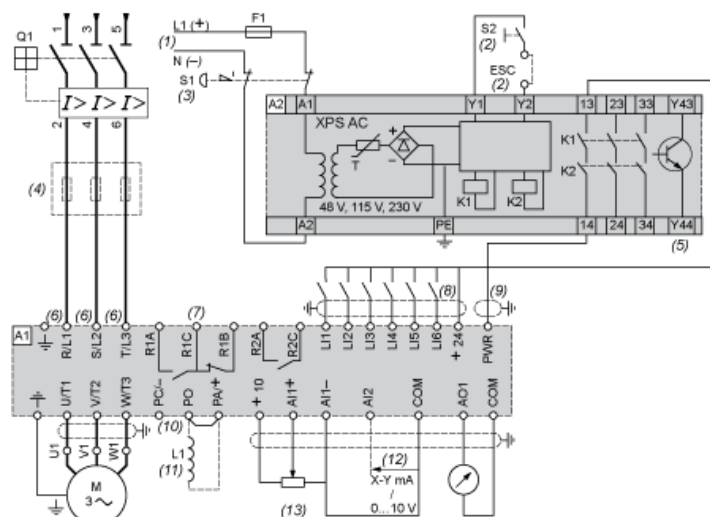 Q1
1 3 5
L1 (+) F1
(1)
N (–)
S1
(3)
S2
(2)
ESC
(2)
I> I> I>
2 4 6
A2 A1 Y1 Y2 13 23 33 Y43
XPS AC
+
T
–
K1
K2
K1 K2
48 V, 115 V, 230 V
A2 PE 14 24 34 Y44
(5)
(4)
(6) (6) (6) (7) (8) (9)
A1
R/L1 S/L2 T/L3 R1A R1C R1B R2A R2C LI1 LI2 LI3 LI4 LI5 LI6 + 24 PWR
U/T1 V/T2 W/T3 PC/– PO PA/+ + 10 AI1+ AI1– AI2 COM AO1 COM
(10)
U1 V1 W1
L1
(11)
(12)
X-Y mA
/
0...10 V
M
3
(13)